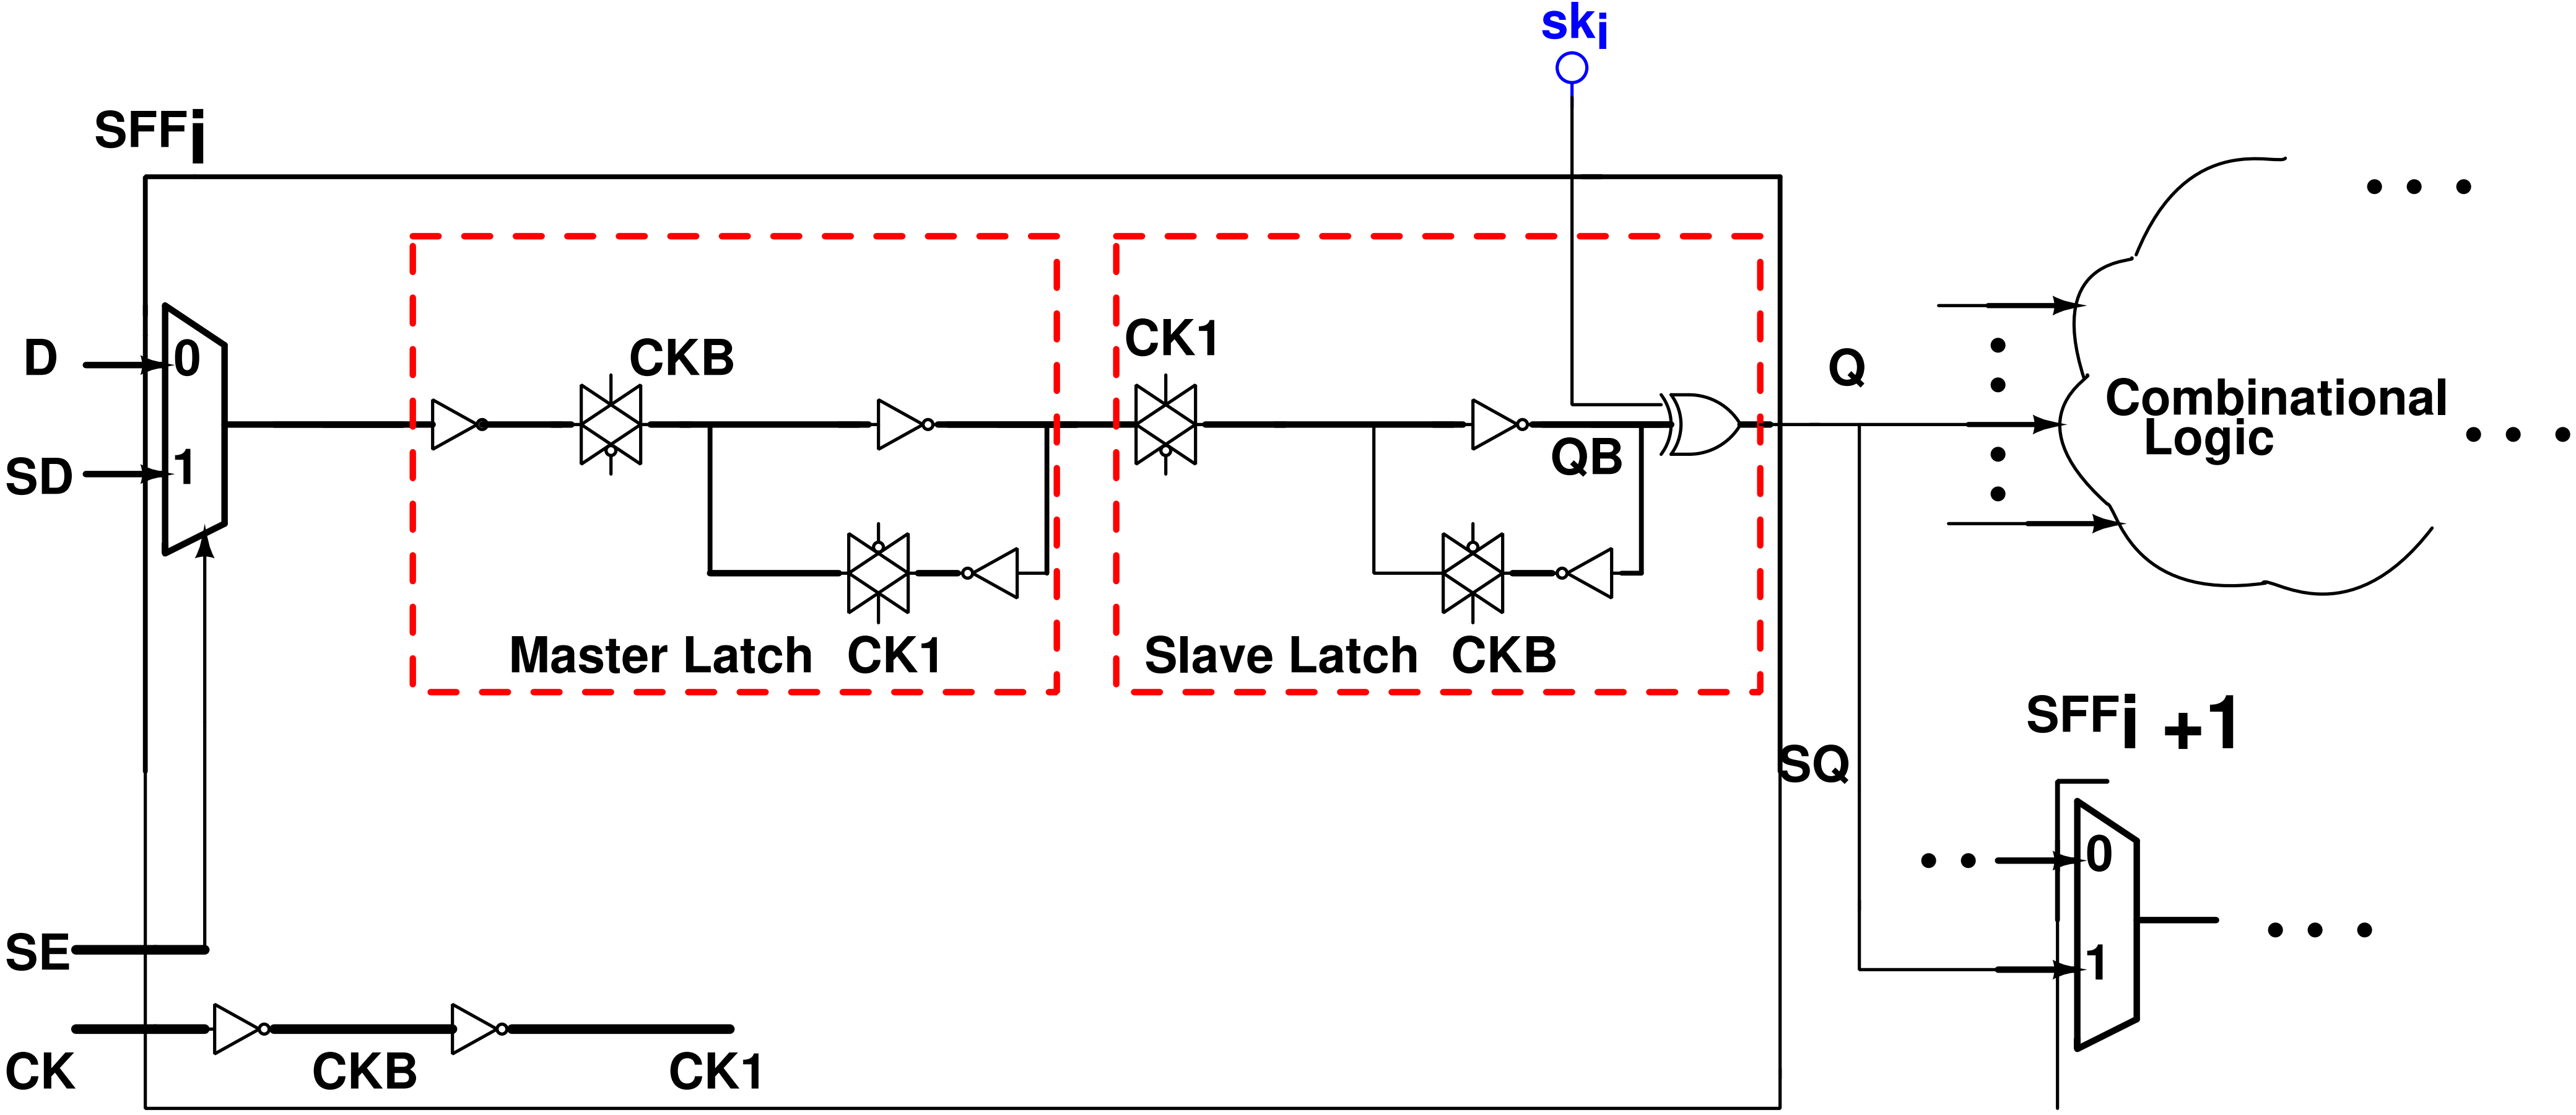 ski
SFFi
D
0
SD
1
CKB
CK1
QB
Master Latch
CK1
Slave Latch
CKB
Q
Combinational
Logic
SQ
SFFi +1
0
1
SE
CK
CKB
CK1